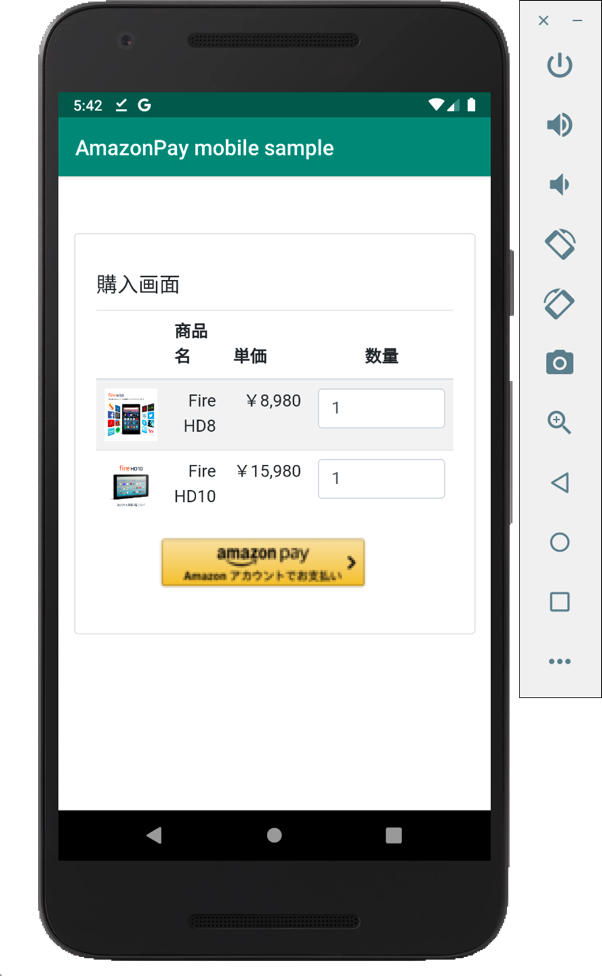 5:42
AmazonPay mobile sample
購入画面
商品
名 単価 数量
Fire ￥8,980 1
HD8
fire HD10
Fire ￥15,980 1
HD10
amazon pay
Amazon アカウントでお支払い